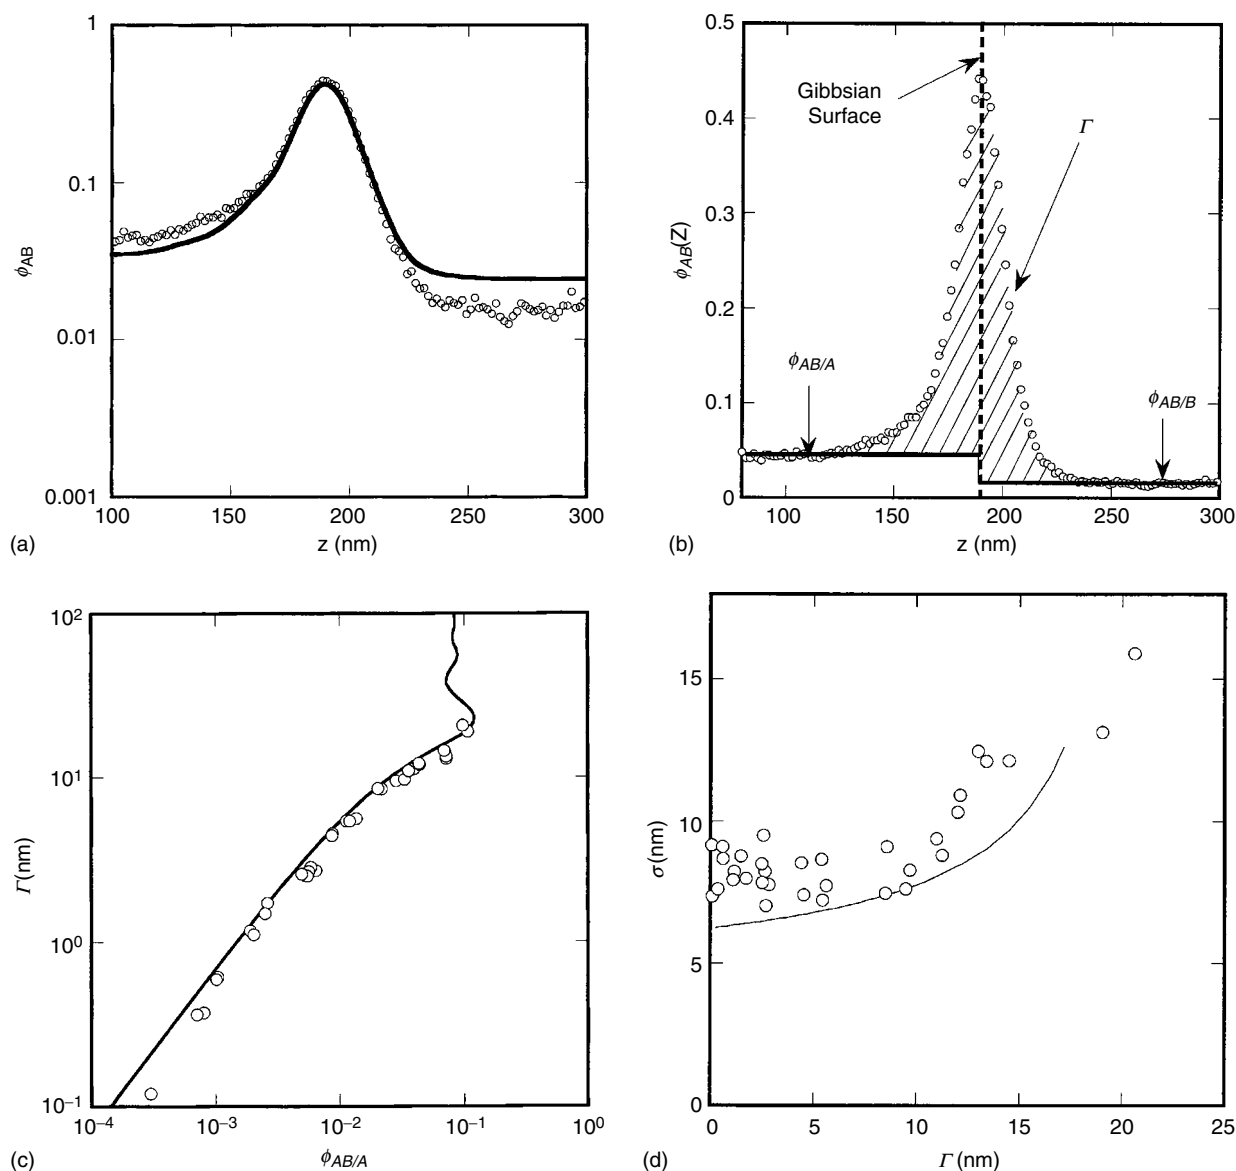 1
0.1
0.01
0.001
ϕAB
100 150 200 250 300
(a) z (nm)
0.5
0.4
0.3
0.2
0.1
0
ϕAB(Z)
Gibbsian
Surface
Γ
ϕAB/A
ϕAB/B
100 150 200 250 300
(b) z (nm)
10²
10¹
10⁰
10⁻¹
Γ(nm)
10⁻⁴ 10⁻³ 10⁻² 10⁻¹ 10⁰
(c) ϕAB/A
15
10
5
0
σ(nm)
0 5 10 15 20 25
(d) Γ (nm)